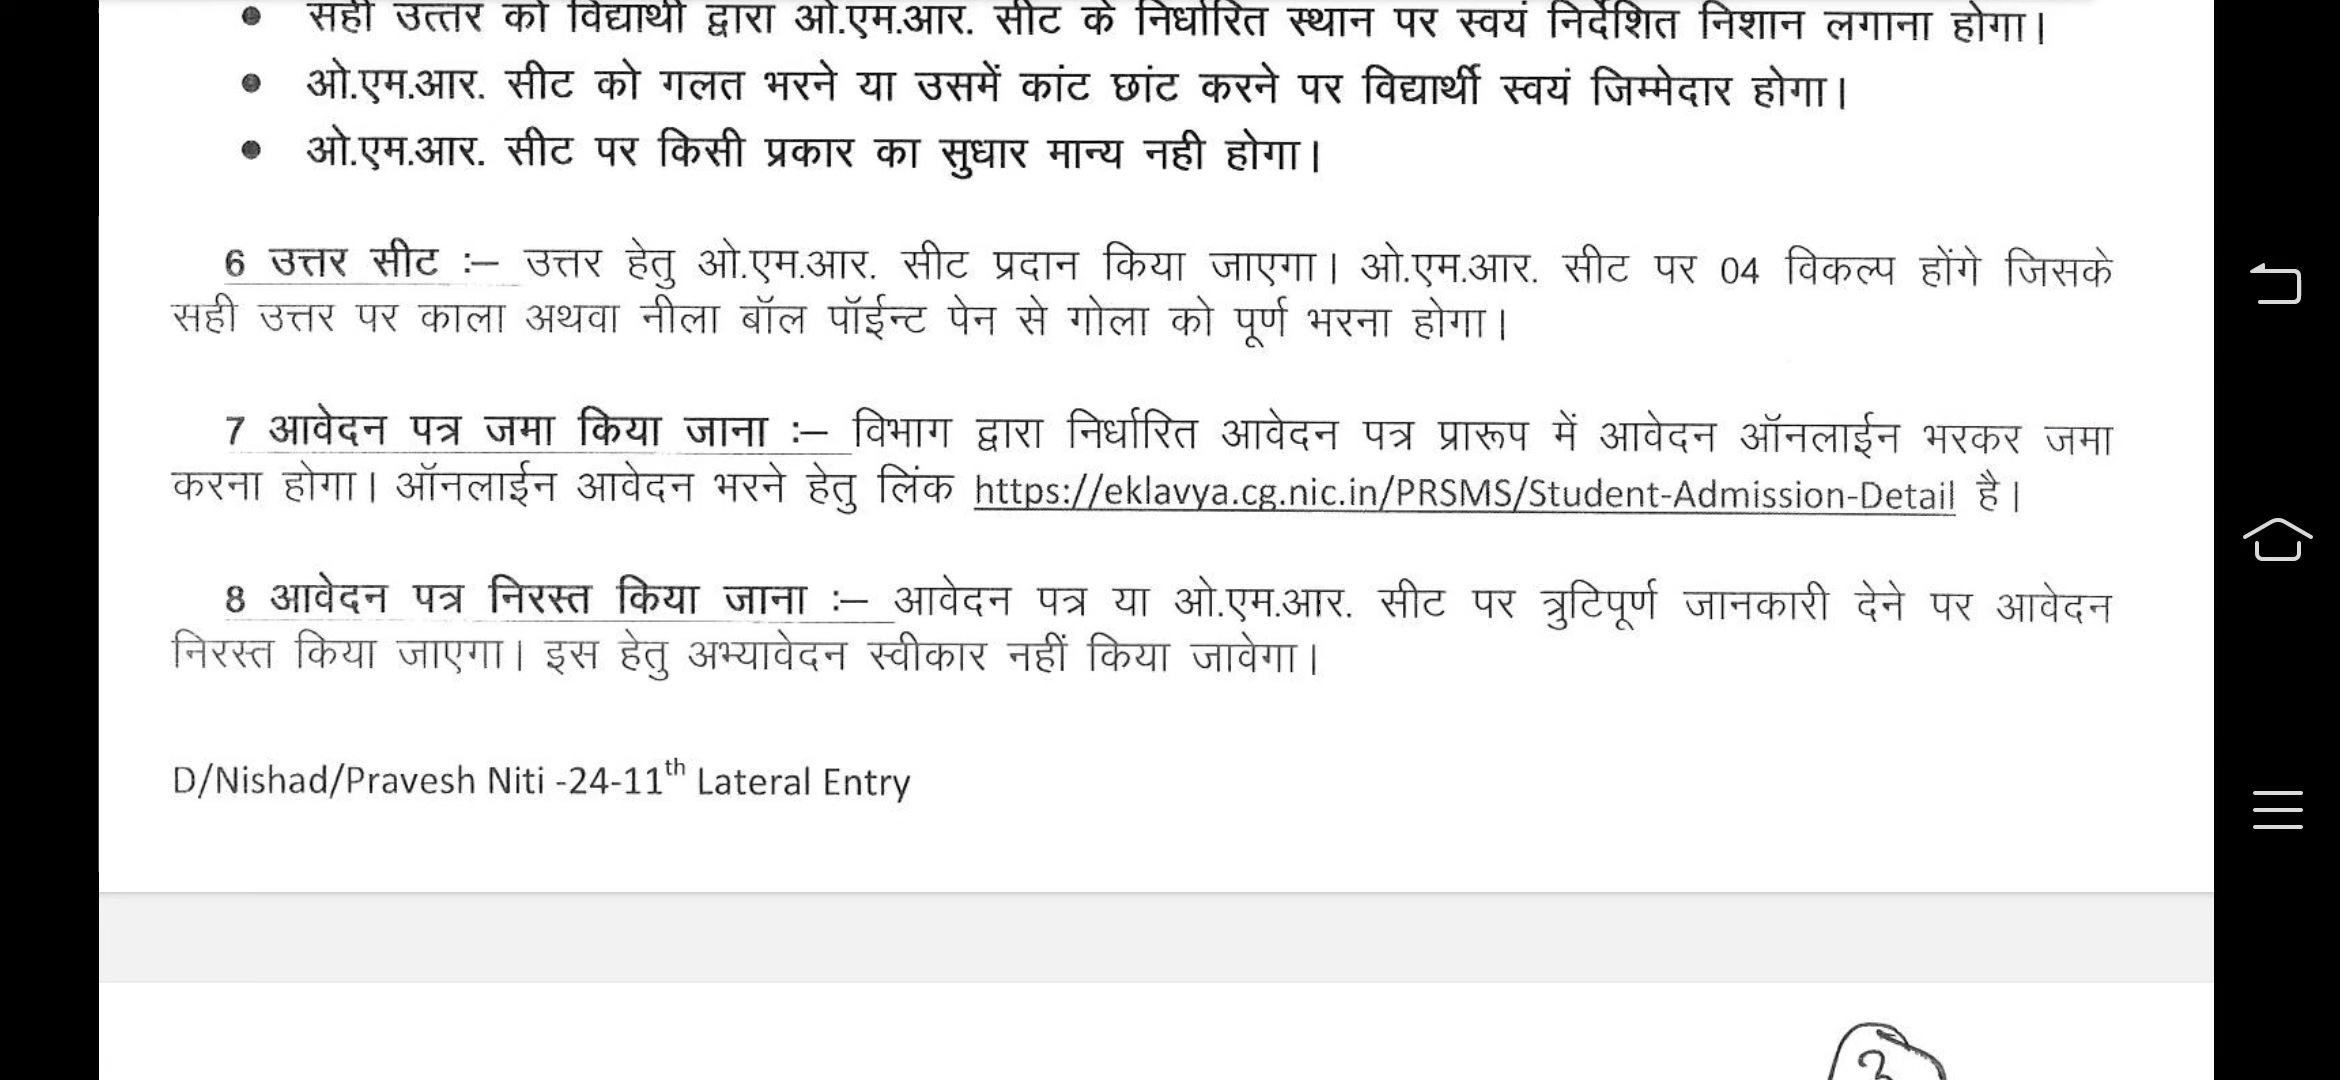 • सही उत्तर को विद्यार्थी द्वारा ओ.एम.आर. सीट के निर्धारित स्थान पर स्वयं निर्देशित निशान लगाना होगा।
• ओ.एम.आर. सीट को गलत भरने या उसमें कांट छांट करने पर विद्यार्थी स्वयं जिम्मेदार होगा।
• ओ.एम.आर. सीट पर किसी प्रकार का सुधार मान्य नही होगा।
6 उत्तर सीट :– उत्तर हेतु ओ.एम.आर. सीट प्रदान किया जाएगा। ओ.एम.आर. सीट पर 04 विकल्प होंगे जिसके
सही उत्तर पर काला अथवा नीला बॉल पॉईन्ट पेन से गोला को पूर्ण भरना होगा।
7 आवेदन पत्र जमा किया जाना :– विभाग द्वारा निर्धारित आवेदन पत्र प्रारूप में आवेदन ऑनलाईन भरकर जमा
करना होगा। ऑनलाईन आवेदन भरने हेतु लिंक https://eklavya.cg.nic.in/PRSMS/Student-Admission-Detail है।
8 आवेदन पत्र निरस्त किया जाना :– आवेदन पत्र या ओ.एम.आर. सीट पर त्रुटिपूर्ण जानकारी देने पर आवेदन
निरस्त किया जाएगा। इस हेतु अभ्यावेदन स्वीकार नहीं किया जावेगा।
D/Nishad/Pravesh Niti -24-11th Lateral Entry